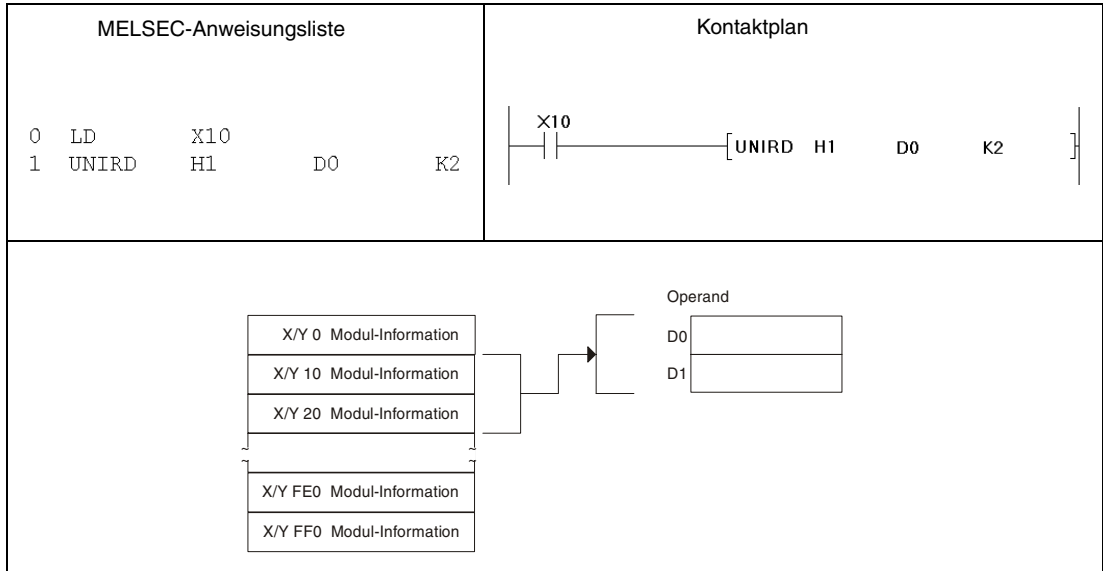 MELSEC-Anweisungsliste
0 LD X10
1 UNIRD H1 D0 K2
Kontaktplan
X10
UNIRD H1 D0 K2
Operand
X/Y 0 Modul-Information
X/Y 10 Modul-Information
X/Y 20 Modul-Information
X/Y FE0 Modul-Information
X/Y FF0 Modul-Information
D0
D1